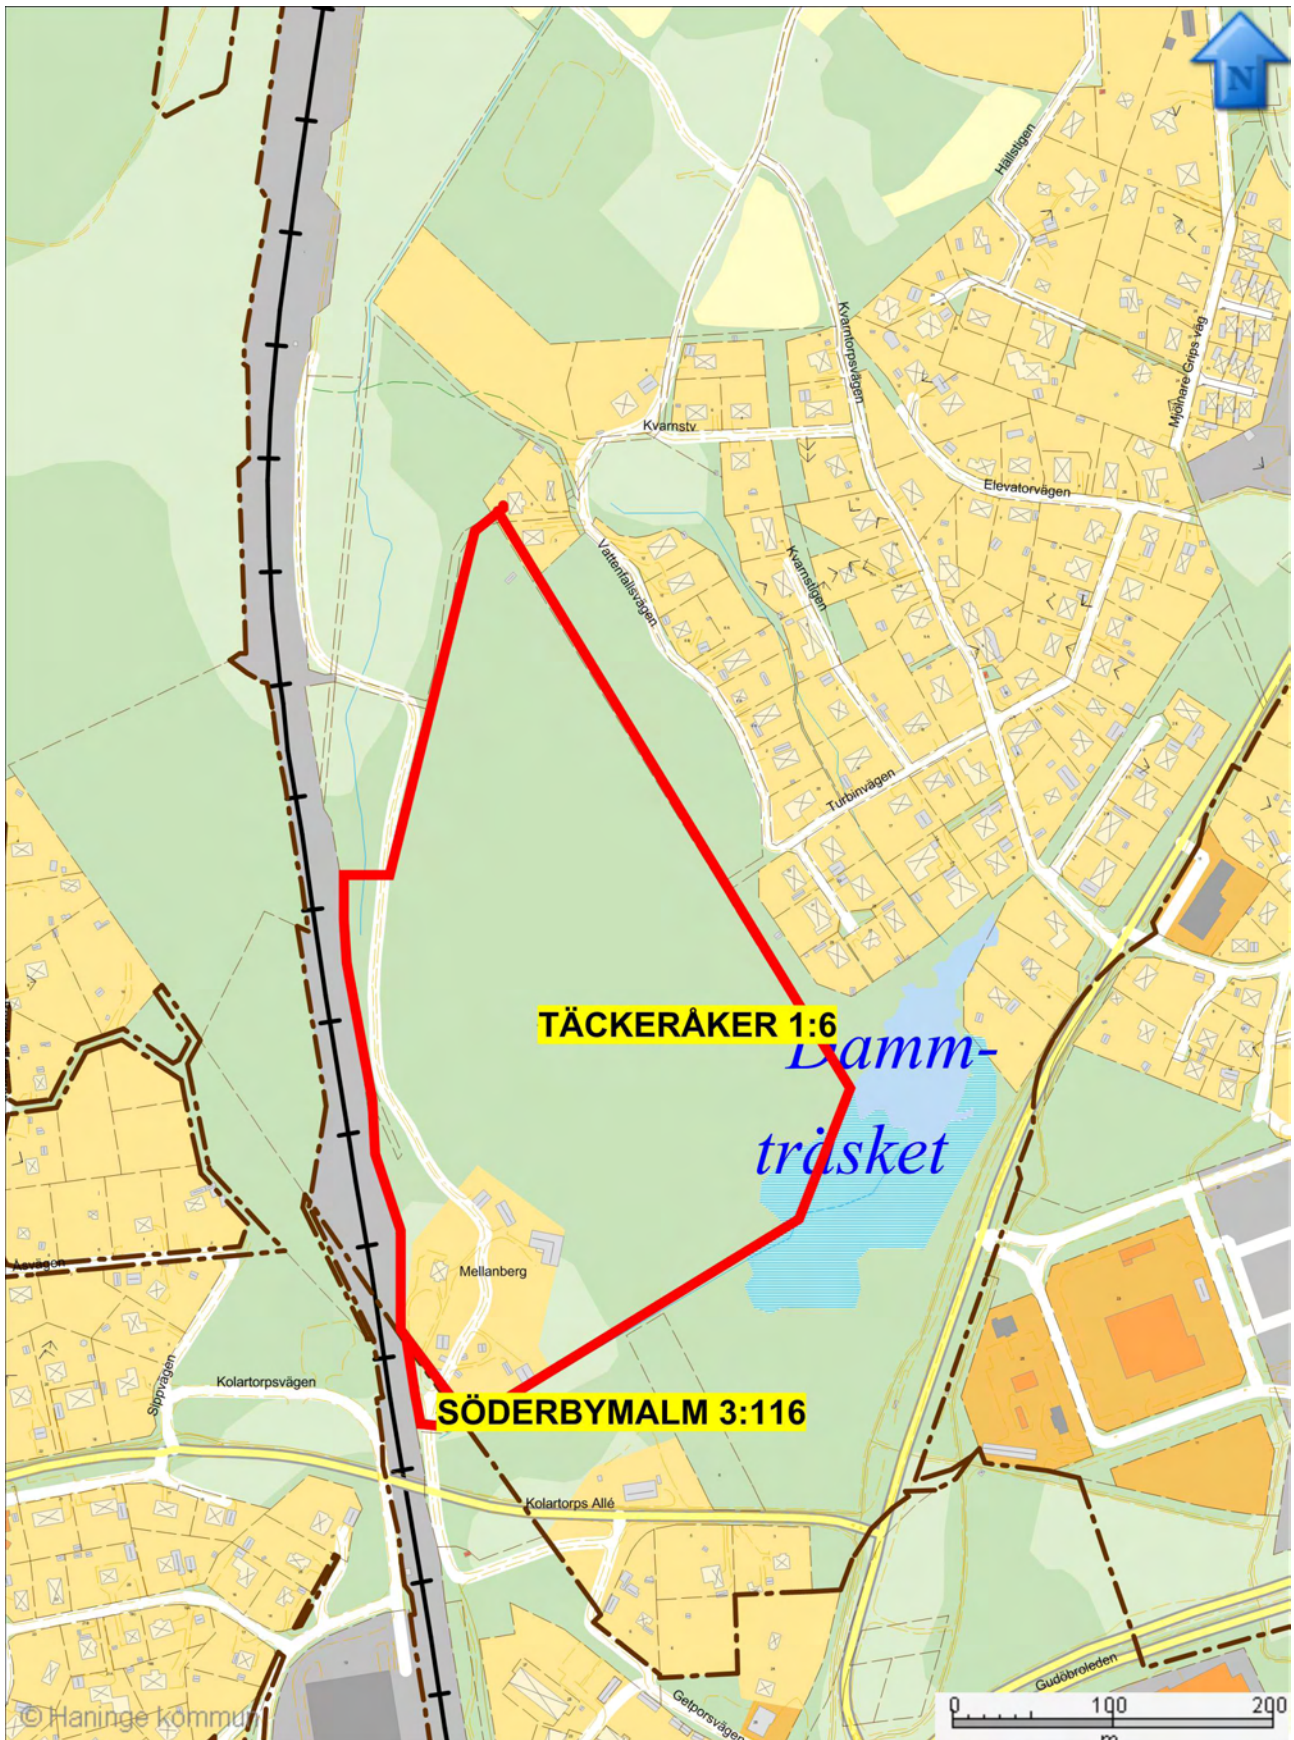 N
Hällstigen
Kvarntorpsvägen
Mjölnare Grips väg
Kvarnstv
Elevatorvägen
Vattenfallsvägen
Kvarnstigen
Turbinvägen
TÄCKERÅKER 1:6
Damm-
träsket
Åsvägen
Mellanberg
Sippvägen
Kolartorpsvägen
SÖDERBYMALM 3:116
Kolartorps Allé
Gudöbroleden
Getporsvägen
© Haninge kommun
0 100 200
m